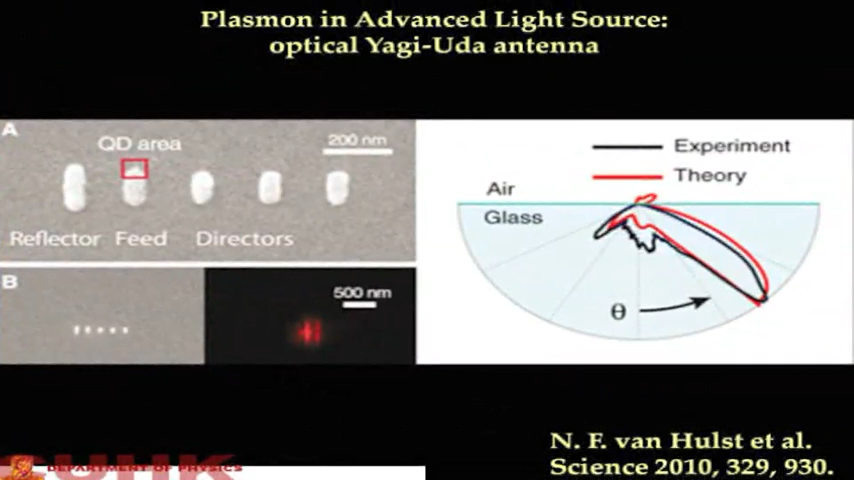 Plasmon in Advanced Light Source:
optical Yagi-Uda antenna
A
QD area
200 nm
Reflector Feed Directors
B
500 nm
Experiment
Theory
Air
Glass
θ
N. F. van Hulst et al.
Science 2010, 329, 930.
DEPARTMENT OF PHYSICS
CUHK